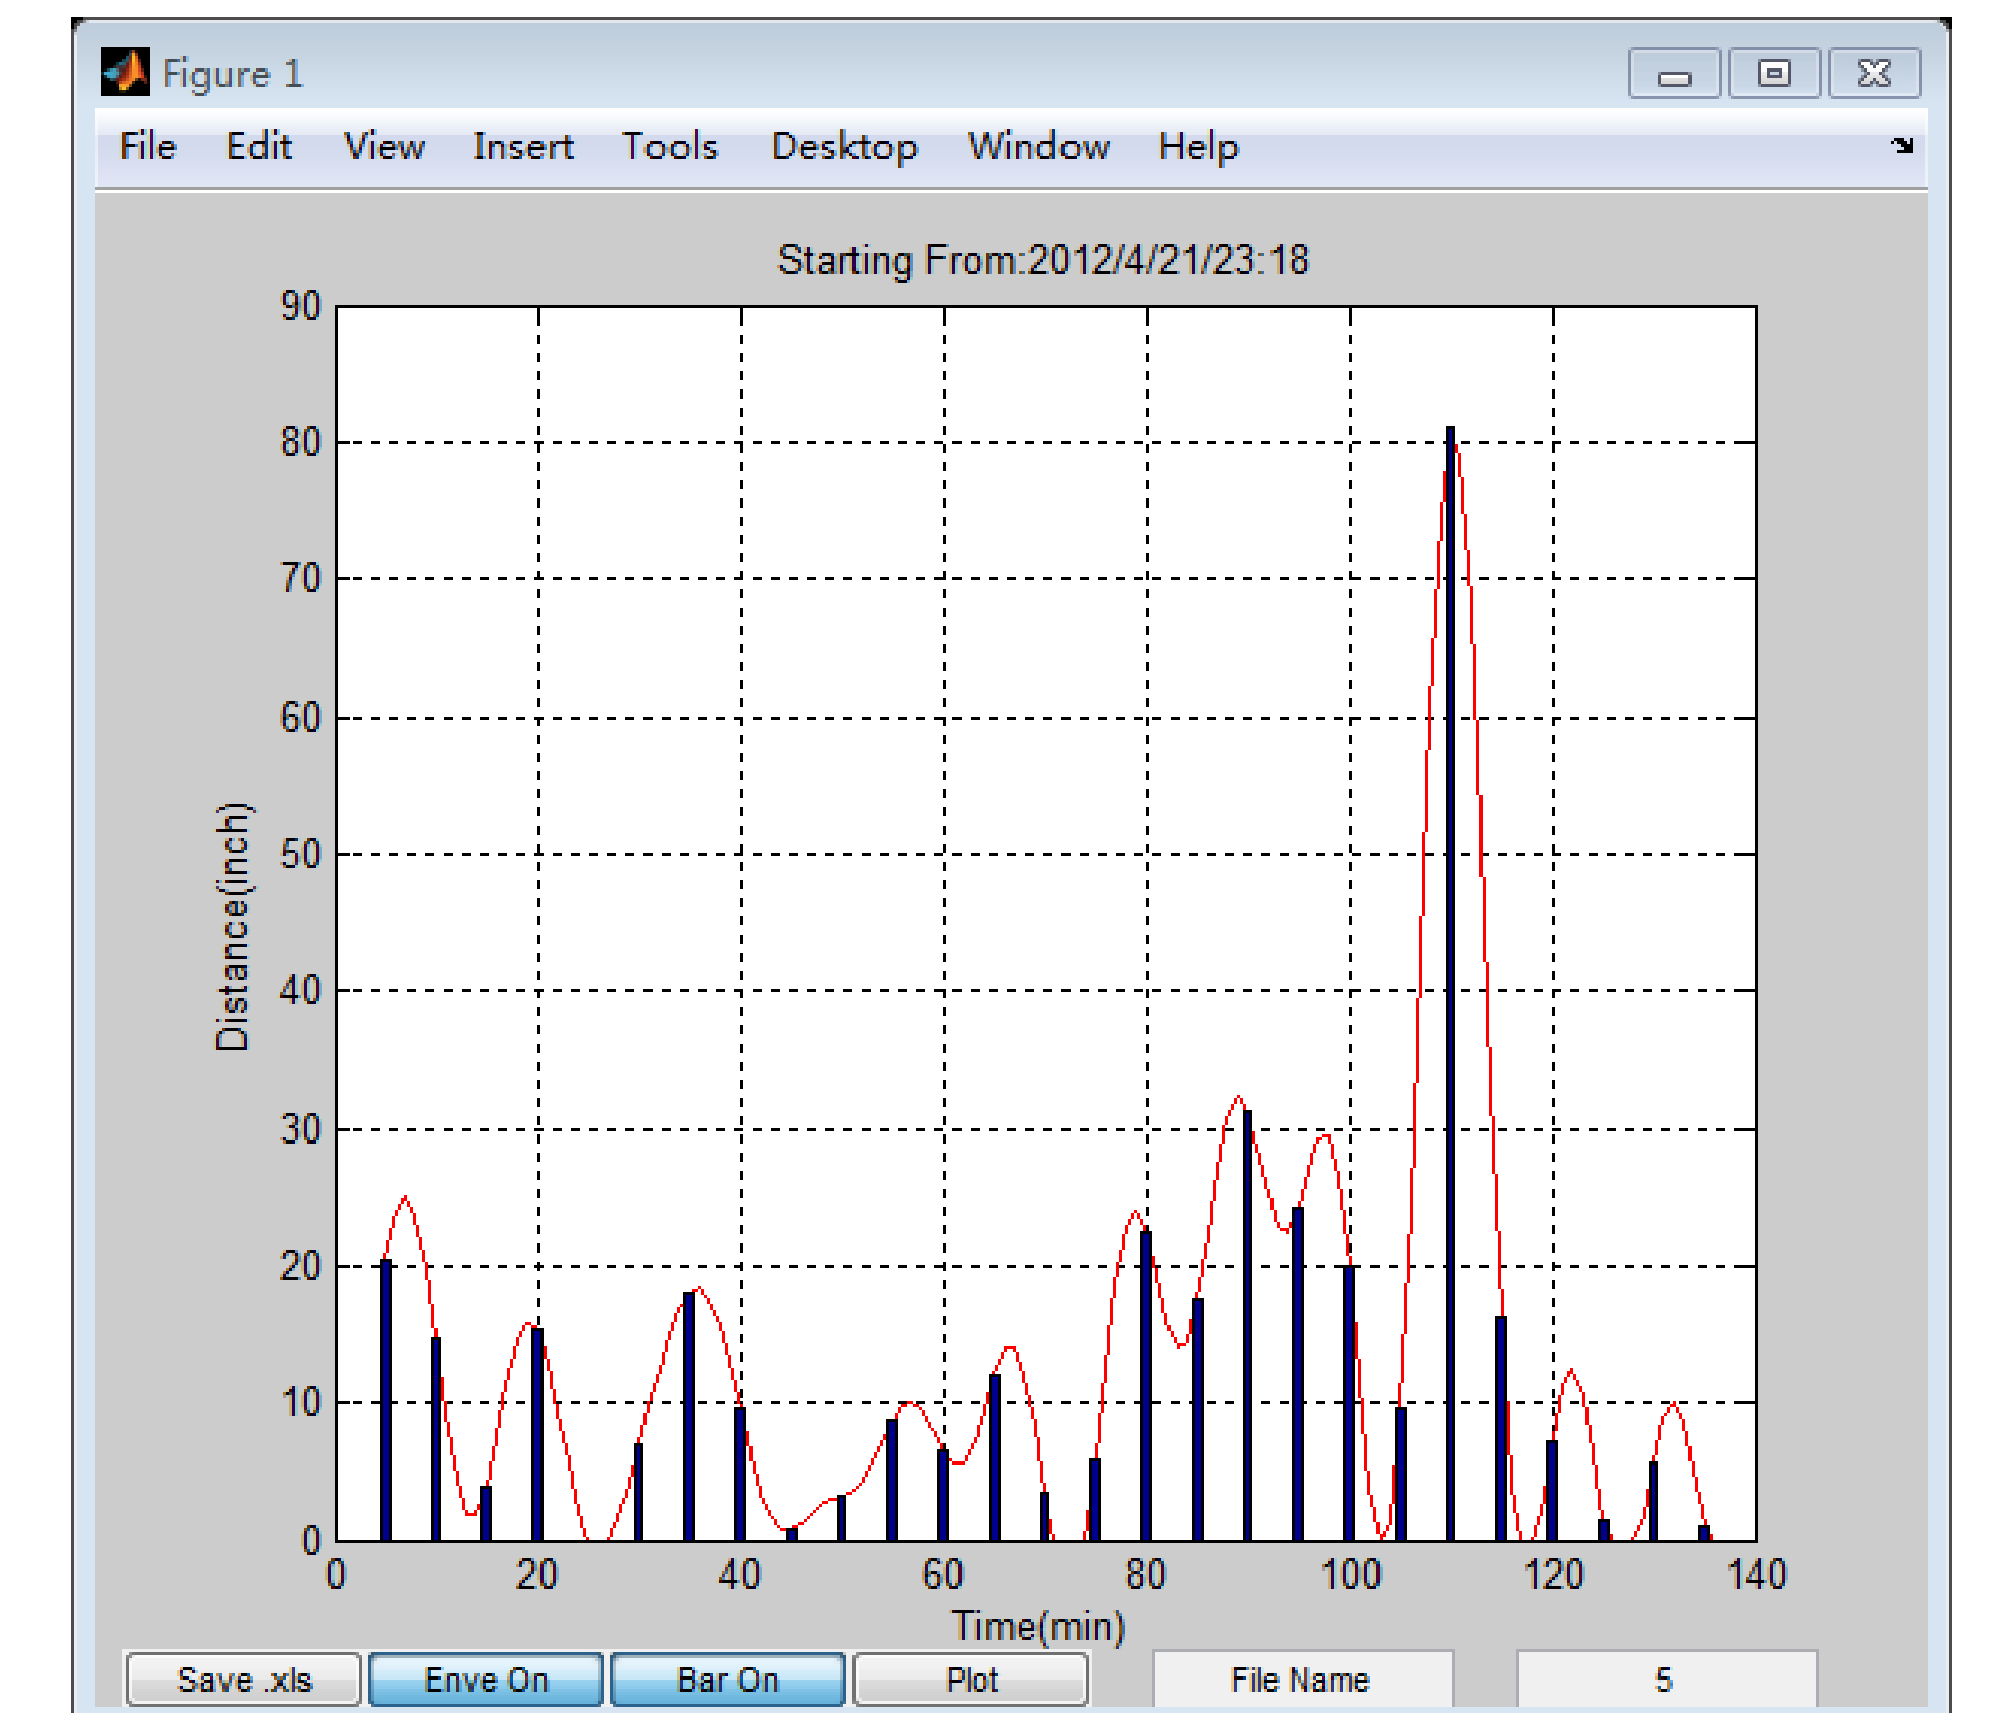 Figure 1
File Edit View Insert Tools Desktop Window Help
Starting From:2012/4/21/23:18
90
80
70
60
50
40
30
20
10
0
Distance(inch)
0 20 40 60 80 100 120 140
Time(min)
Save .xls Enve On Bar On Plot File Name 5